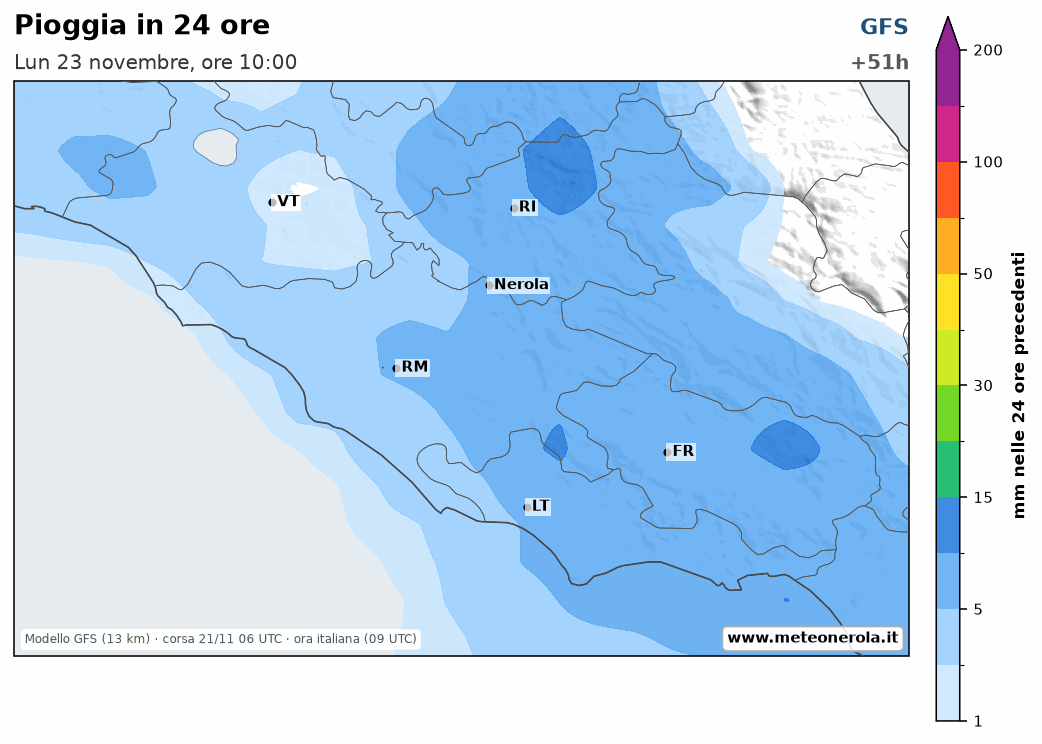 Pioggia in 24 ore
GFS
Lun 23 novembre, ore 10:00
+51h
VT
RI
Nerola
RM
FR
LT
200
100
50
30
15
5
1
mm nelle 24 ore precedenti
Modello GFS (13 km) · corsa 21/11 06 UTC · ora italiana (09 UTC)
www.meteonerola.it